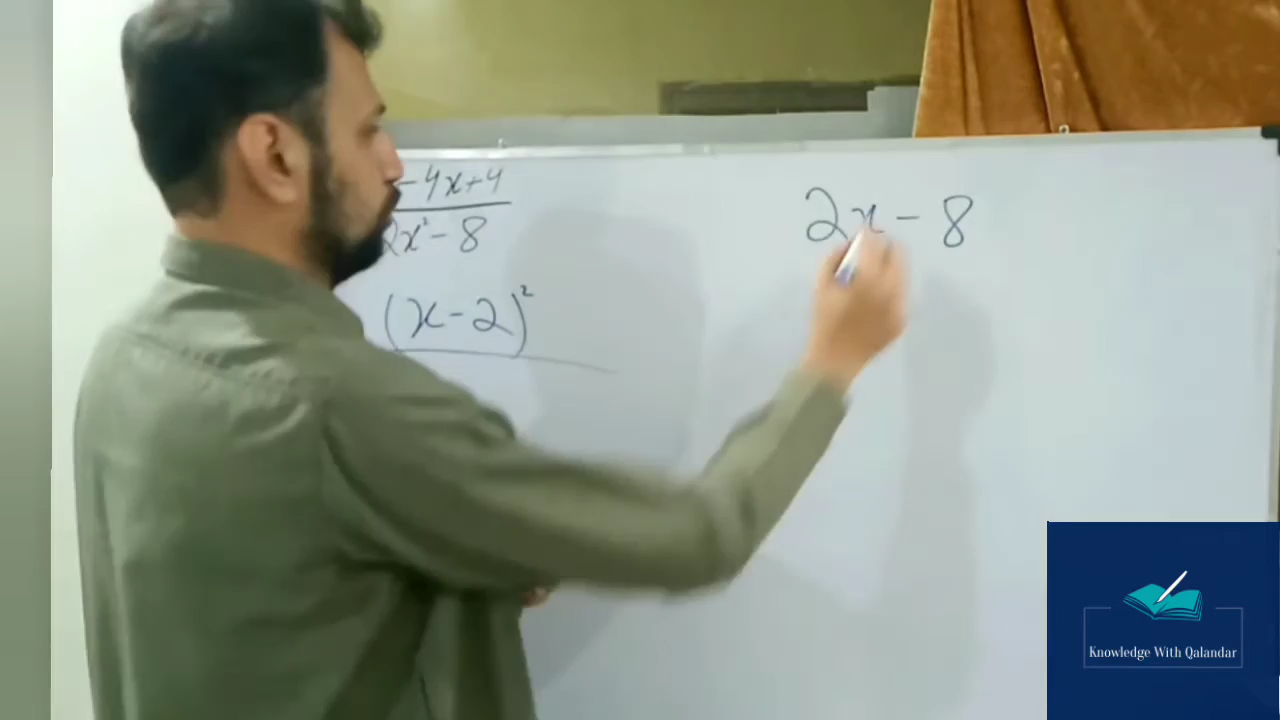 - 4x + 4
2x² - 8
(x - 2)²
2x - 8
Knowledge With Qalandar